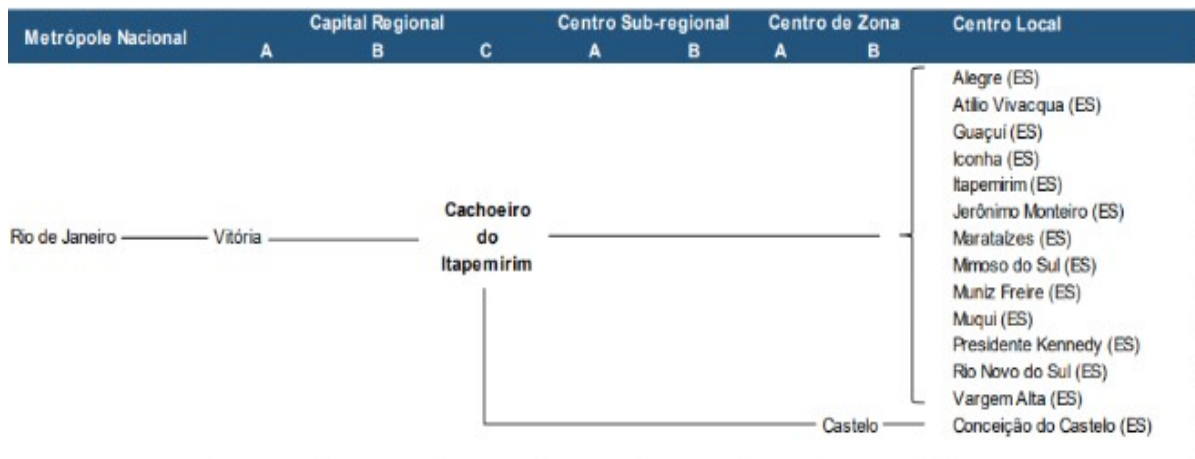 Metrópole Nacional
Capital Regional
Centro Sub-regional
Centro de Zona
Centro Local
A B C A B A B
Alegre (ES)
Atílio Vivacqua (ES)
Guaçuí (ES)
Iconha (ES)
Itapemirim (ES)
Jerônimo Monteiro (ES)
Marataízes (ES)
Mimoso do Sul (ES)
Muniz Freire (ES)
Muqui (ES)
Presidente Kennedy (ES)
Rio Novo do Sul (ES)
Vargem Alta (ES)
Rio de Janeiro
Vitória
Cachoeiro
do
Itapemirim
Castelo
Conceição do Castelo (ES)